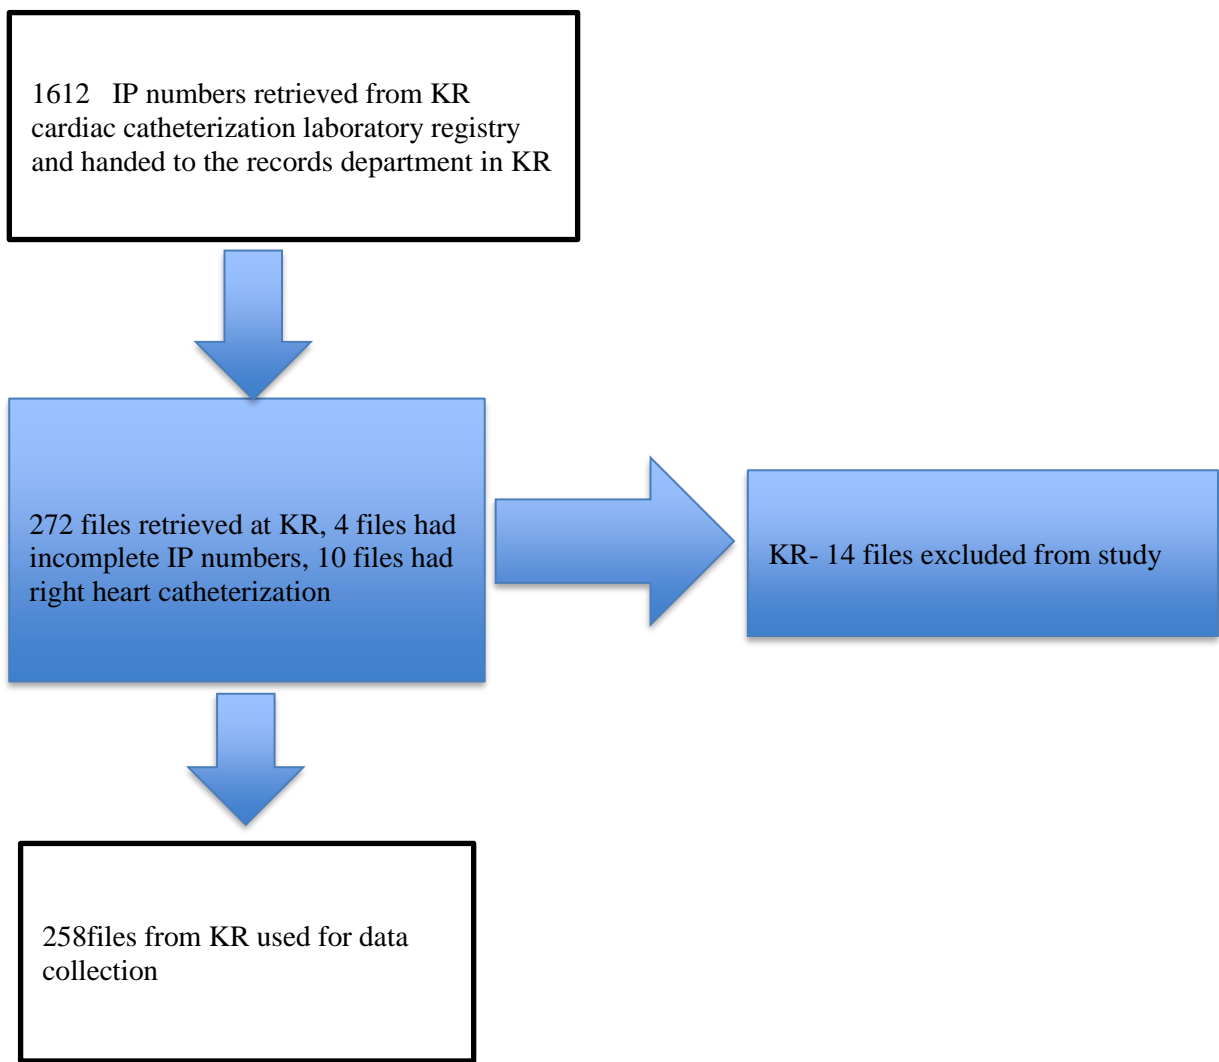 1612   IP numbers retrieved from KR
cardiac catheterization laboratory registry
and handed to the records department in KR
272 files retrieved at KR, 4 files had
incomplete IP numbers, 10 files had
right heart catheterization
KR- 14 files excluded from study
258files from KR used for data
collection